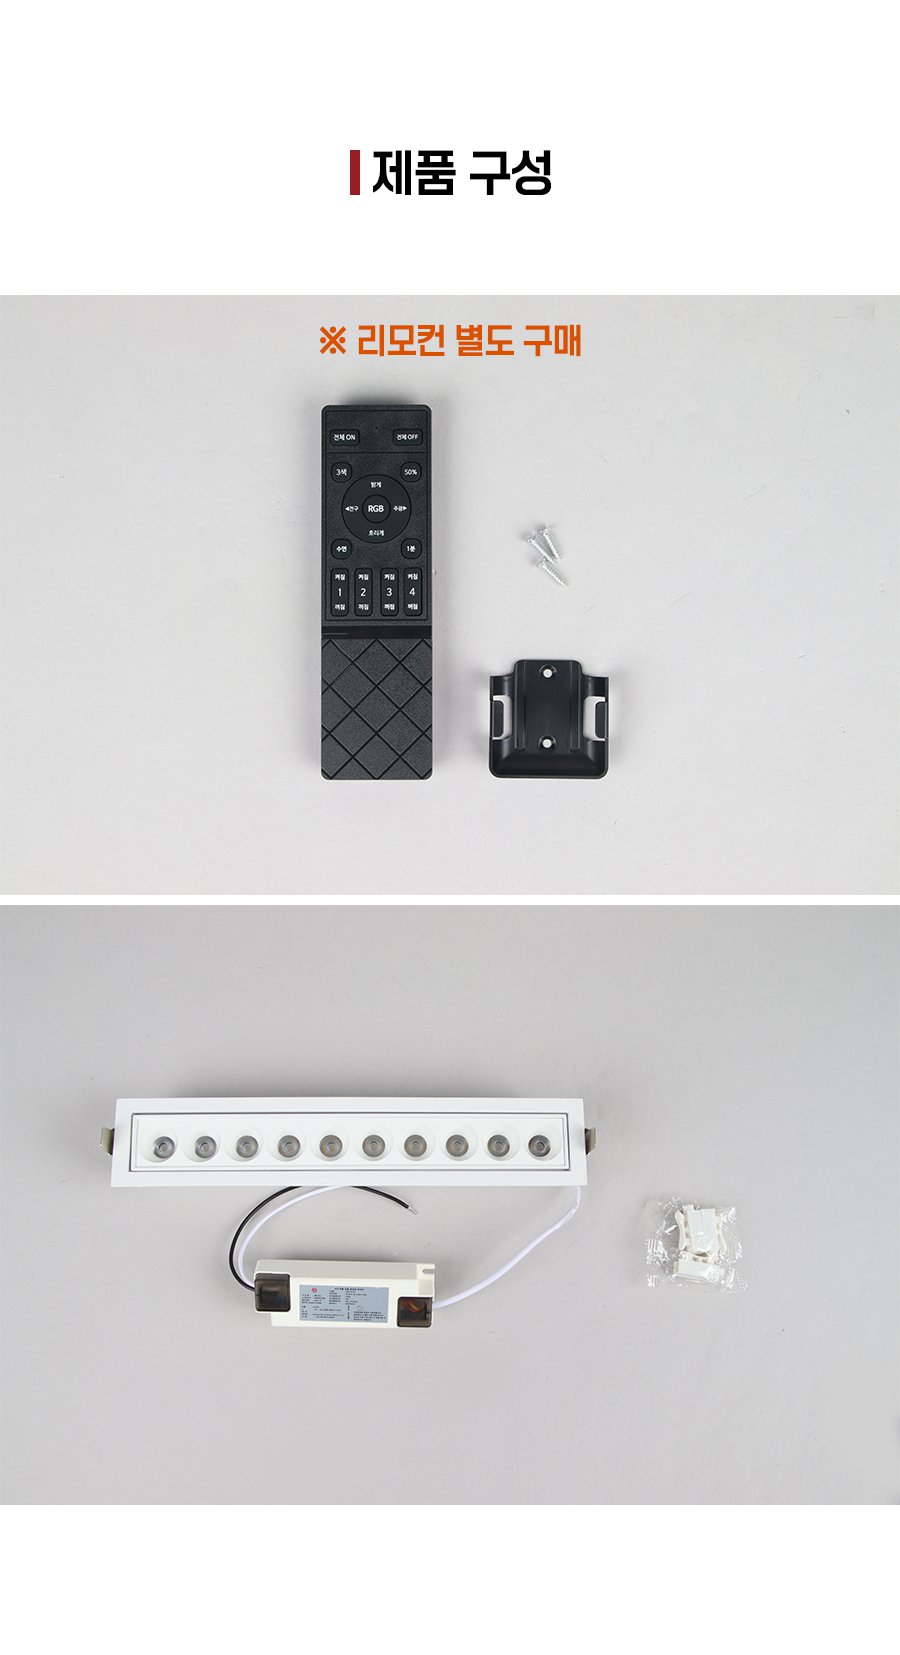 제품 구성
※ 리모컨 별도 구매
전체 ON 전체 OFF
3색 50%
밝게
◀전구 RGB 주광▶
흐리게
수면 1분
켜짐 켜짐 켜짐 켜짐
1 2 3 4
꺼짐 꺼짐 꺼짐 꺼짐